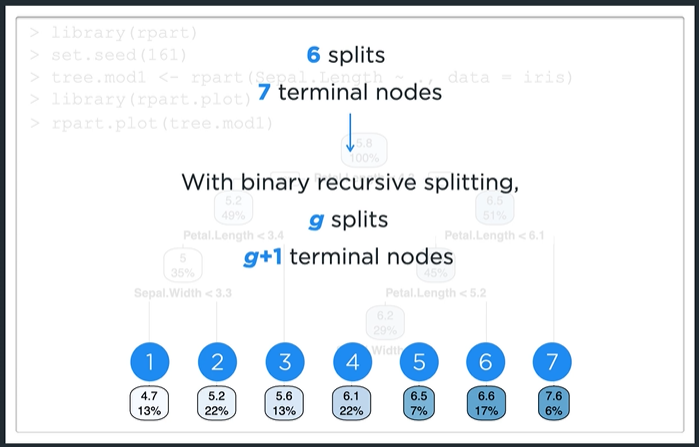 > library(rpart)
> set.seed(161)
> tree.mod1 <- rpart(Sepal.Length ~ ., data = iris)
> library(rpart.plot)
> rpart.plot(tree.mod1)
6 splits
7 terminal nodes
5.8
100%
With binary recursive splitting,
5.2
49%
6.5
51%
g splits
Petal.Length < 3.4
Petal.Length < 6.1
g+1 terminal nodes
5
35%
45%
Sepal.Width < 3.3
Petal.Length < 5.2
6.2
29%
Width
1 2 3 4 5 6 7
4.7 5.2 5.6 6.1 6.5 6.6 7.6
13% 22% 13% 22% 7% 17% 6%